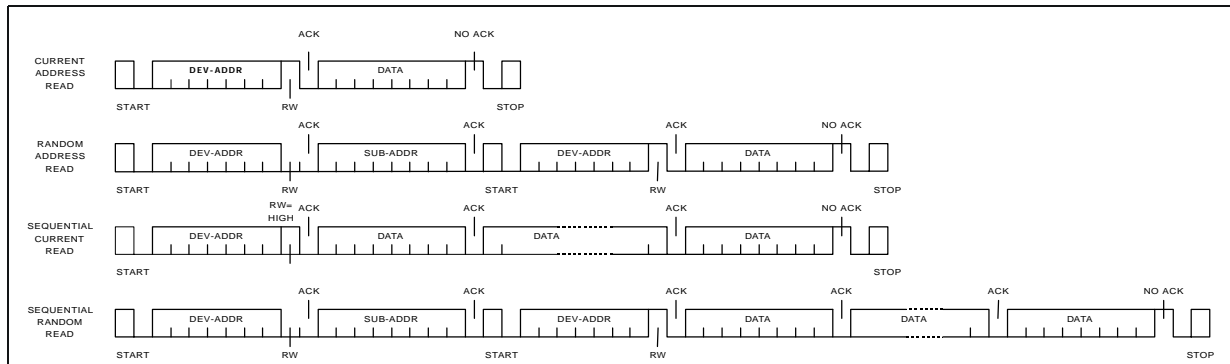 ACK NO ACK
CURRENT
ADDRESS
READ
DEV-ADDR DATA
START RW STOP
ACK ACK ACK NO ACK
RANDOM
ADDRESS
READ
DEV-ADDR SUB-ADDR DEV-ADDR DATA
START RW START RW STOP
RW=
HIGH
ACK ACK ACK NO ACK
SEQUENTIAL
CURRENT
READ
DEV-ADDR DATA DATA DATA
START STOP
ACK ACK ACK ACK ACK NO ACK
SEQUENTIAL
RANDOM
READ
DEV-ADDR SUB-ADDR DEV-ADDR DATA DATA DATA
START RW START RW STOP